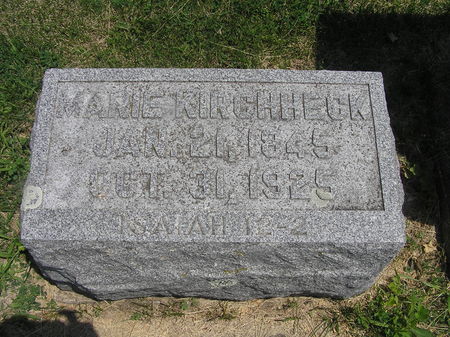 MARIE KIRCHHECK
JAN. 21, 1845
OCT. 31, 1925
ISAIAH 12-2